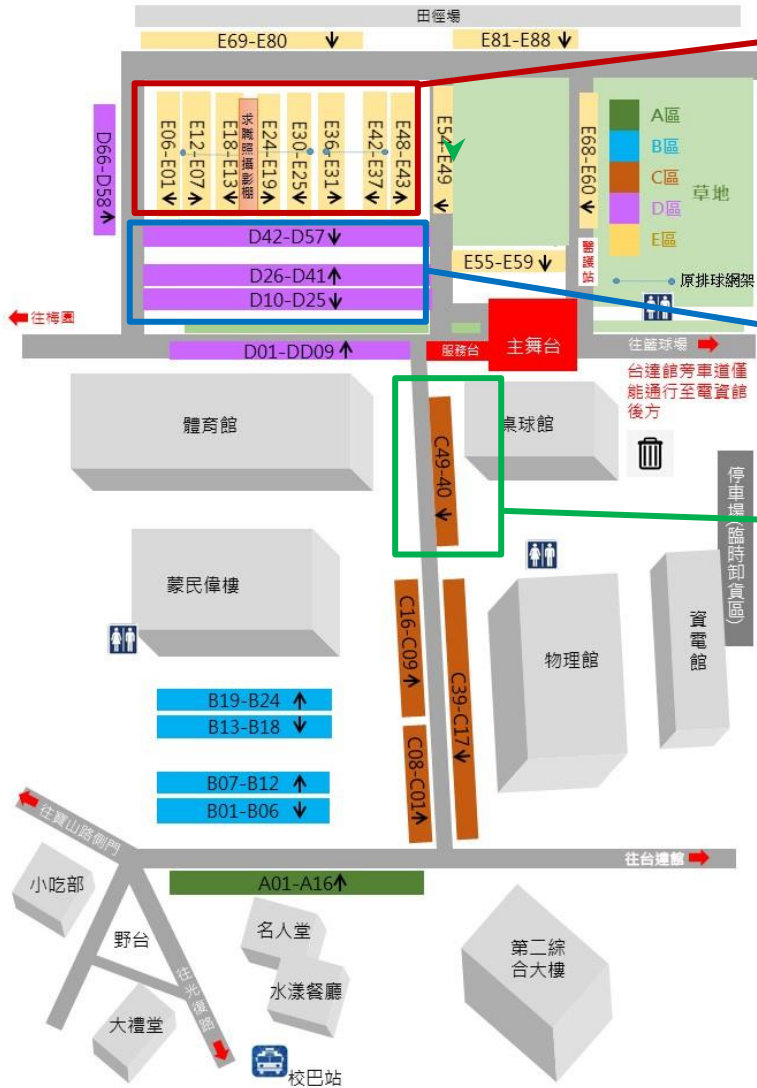 田徑場
E69-E80
E81-E88
D66-D58
E06-E01
E12-E07
E18-E13
求職照攝影棚
E24-E19
E30-E25
E36-E31
E42-E37
E48-E43
E54-E49
E68-E60
A區
B區
C區
D區
E區
草地
原排球網架
D42-D57
D26-D41
D10-D25
E55-E59
醫護站
往梅園
D01-DD09
服務台
主舞台
往籃球場
台達館旁車道僅
能通行至電資館
後方
體育館
C49-40
桌球館
停車場(臨時卸貨區)
蒙民偉樓
C16-C09
C39-C17
物理館
資電館
B19-B24
B13-B18
C08-C01
B07-B12
B01-B06
往寶山路側門
往台達館
小吃部
A01-A16
野台
名人堂
第二綜
合大樓
水漾餐廳
往光復路
大禮堂
校巴站